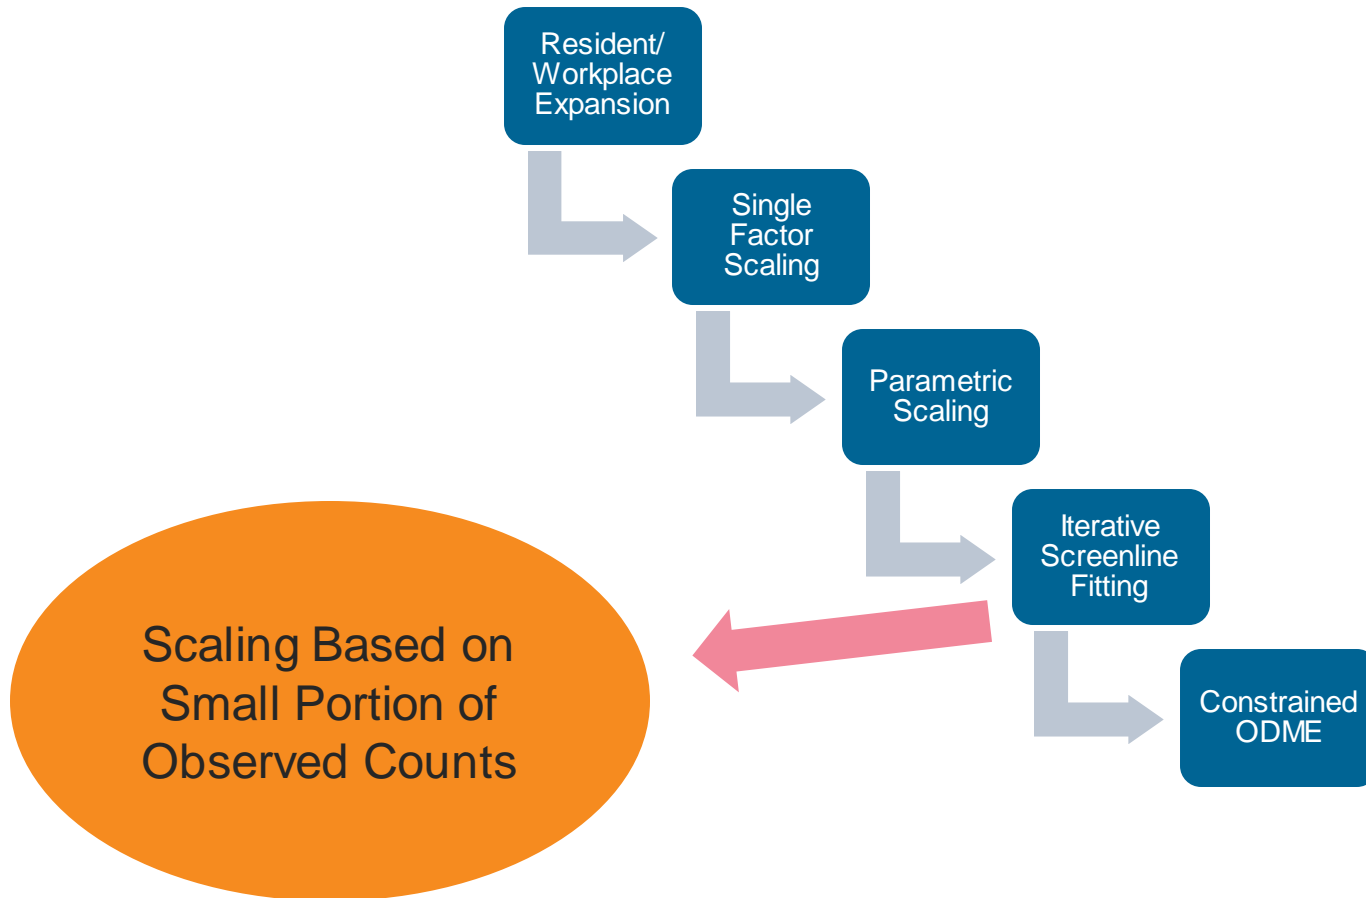 Resident/
Workplace
Expansion
Single
Factor
Scaling
Parametric
Scaling
Iterative
Screenline
Fitting
Scaling Based on
Small Portion of
Observed Counts
Constrained
ODME